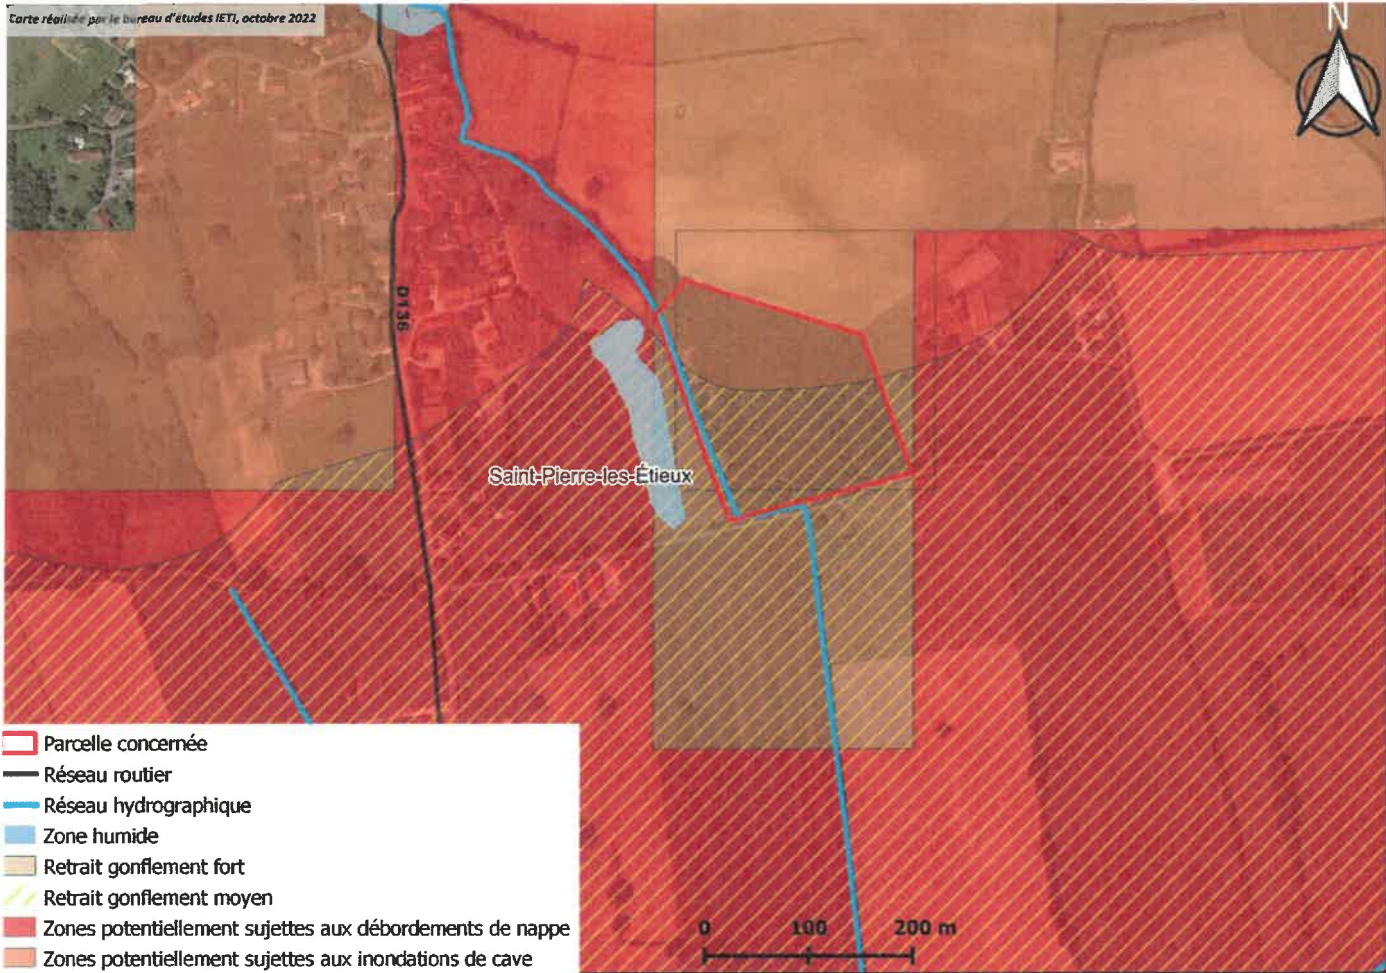 Carte réalisée par le bureau d'études IETI, octobre 2022
N
D136
Saint-Pierre-les-Étieux
Parcelle concernée
Réseau routier
Réseau hydrographique
Zone humide
Retrait gonflement fort
Retrait gonflement moyen
Zones potentiellement sujettes aux débordements de nappe
Zones potentiellement sujettes aux inondations de cave
0 100 200 m